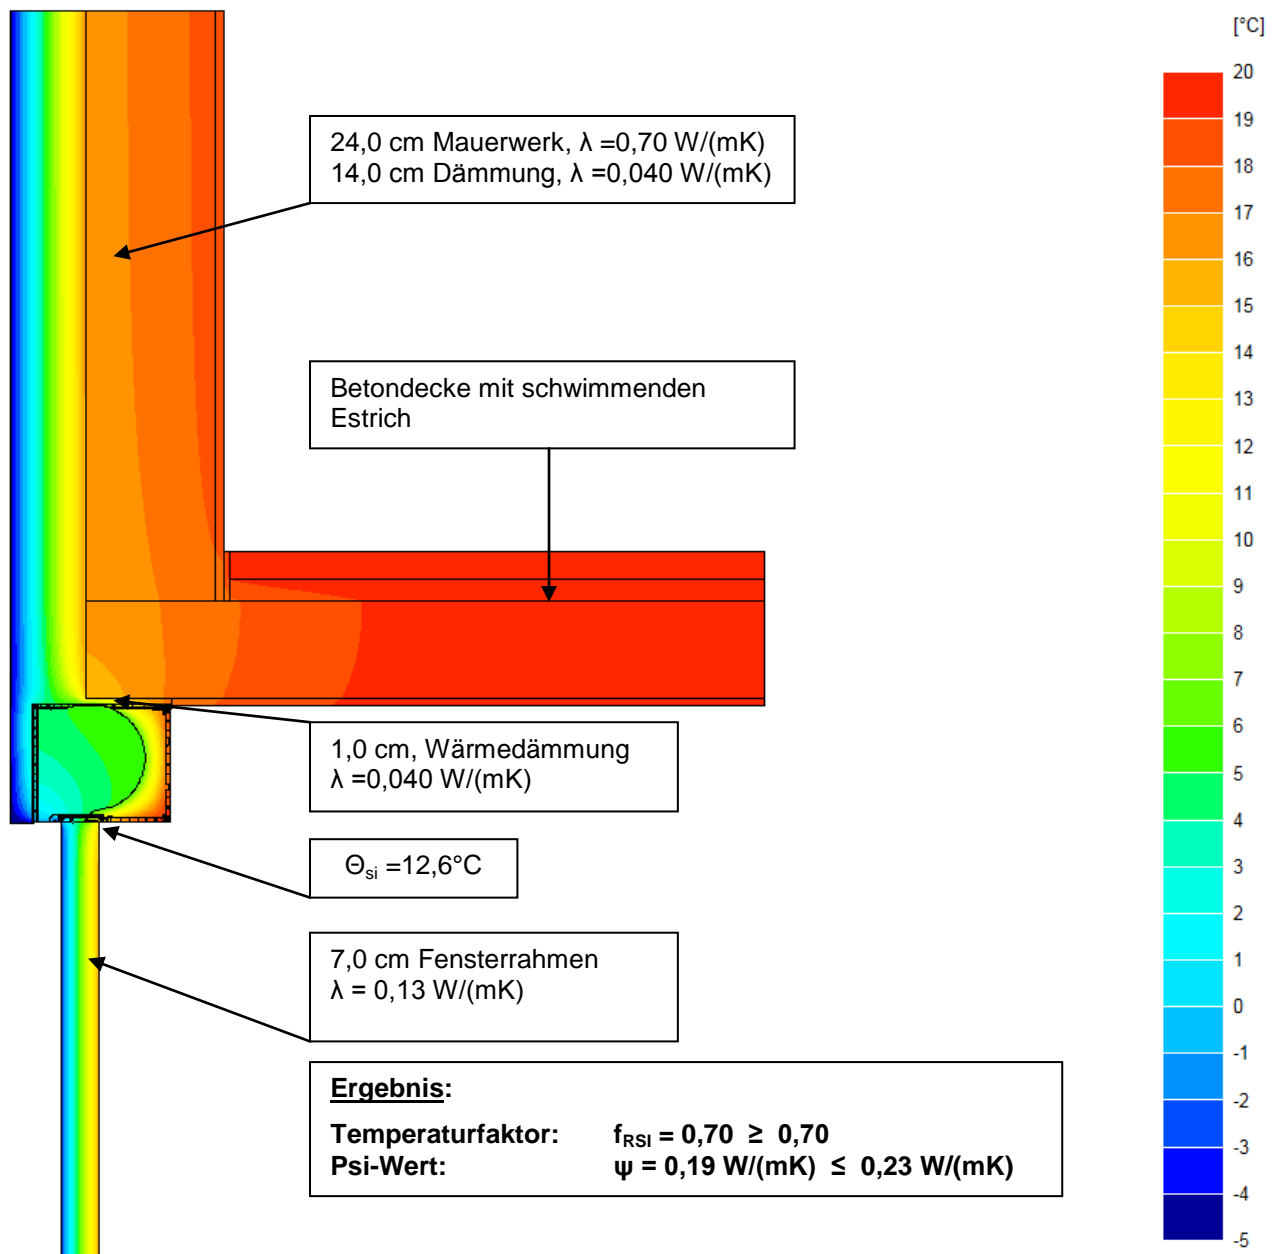 [°C]
24,0 cm Mauerwerk, λ =0,70 W/(mK)
14,0 cm Dämmung, λ =0,040 W/(mK)
Betondecke mit schwimmenden
Estrich
1,0 cm, Wärmedämmung
λ =0,040 W/(mK)
Θsi =12,6°C
7,0 cm Fensterrahmen
λ = 0,13 W/(mK)
Ergebnis:
Temperaturfaktor: fRSI = 0,70 ≥ 0,70
Psi-Wert: ψ = 0,19 W/(mK) ≤ 0,23 W/(mK)
20
19
18
17
16
15
14
13
12
11
10
9
8
7
6
5
4
3
2
1
0
-1
-2
-3
-4
-5